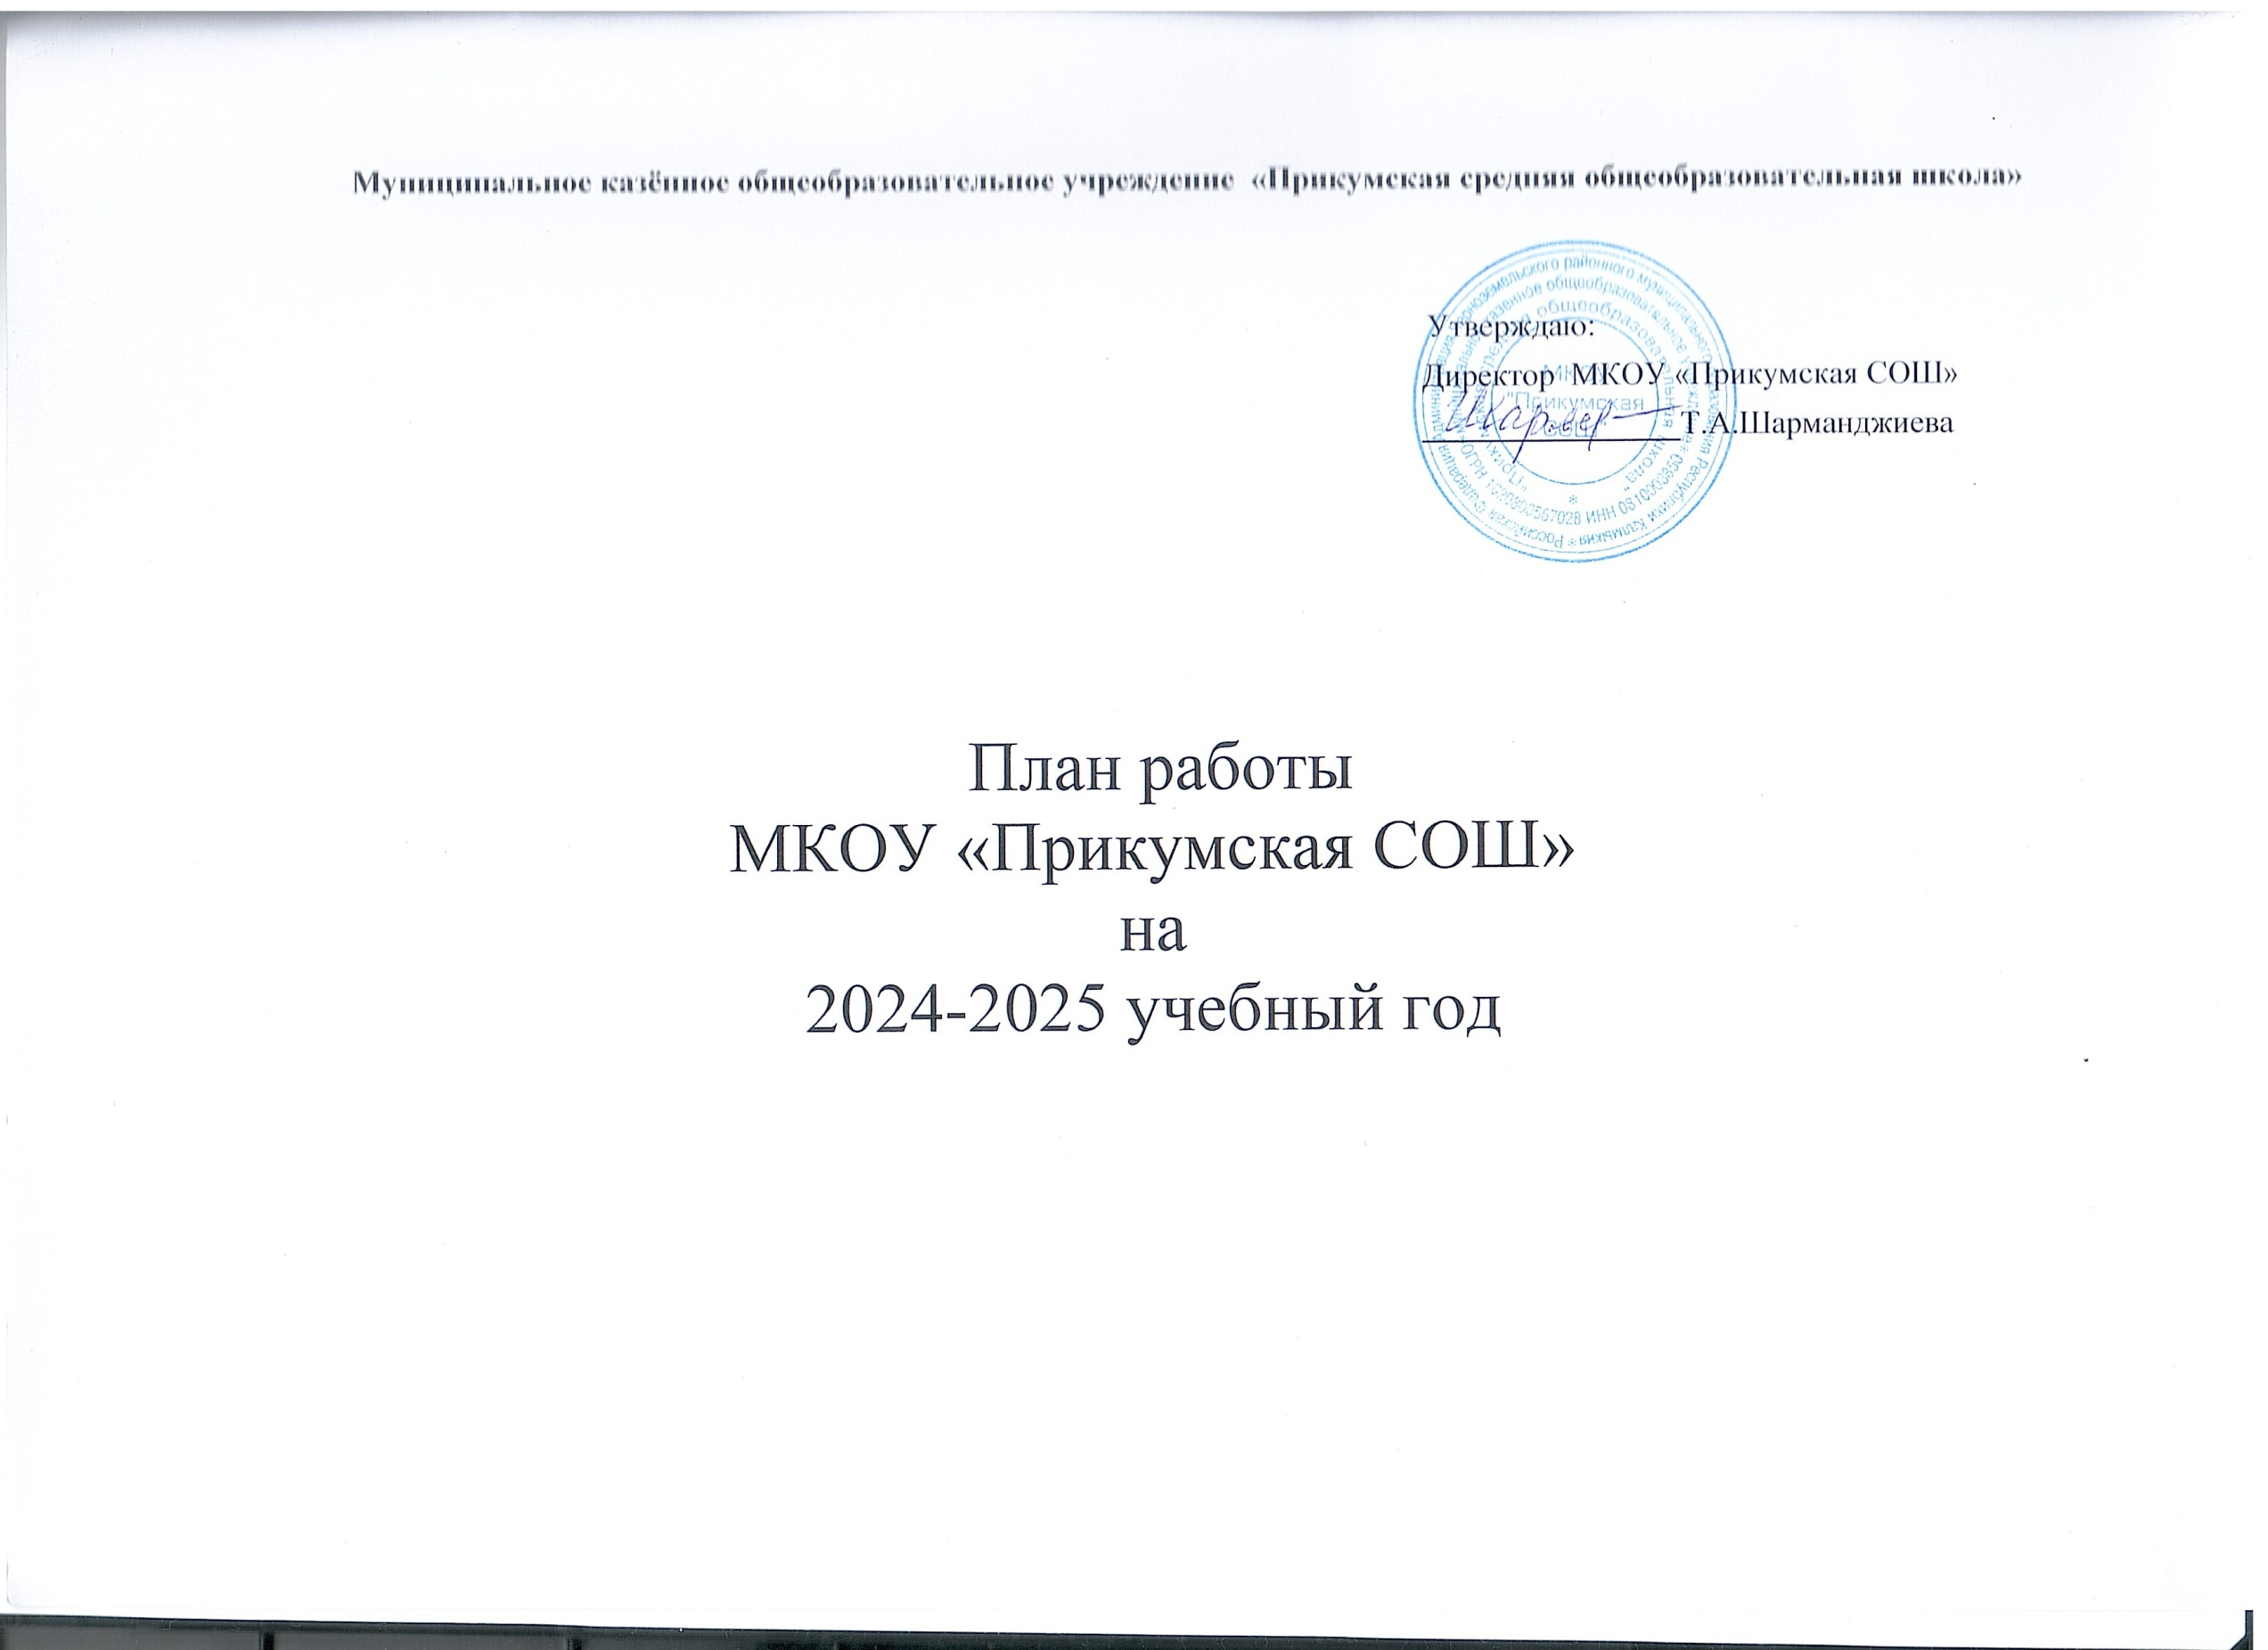 Муниципальное казённое общеобразовательное учреждение «Прикумская средняя общеобразовательная школа»
Утверждаю:
Директор МКОУ «Прикумская СОШ»
Т.А.Шарманджиева
"Прикумская
План работы
МКОУ «Прикумская СОШ»
на
2024-2025 учебный год